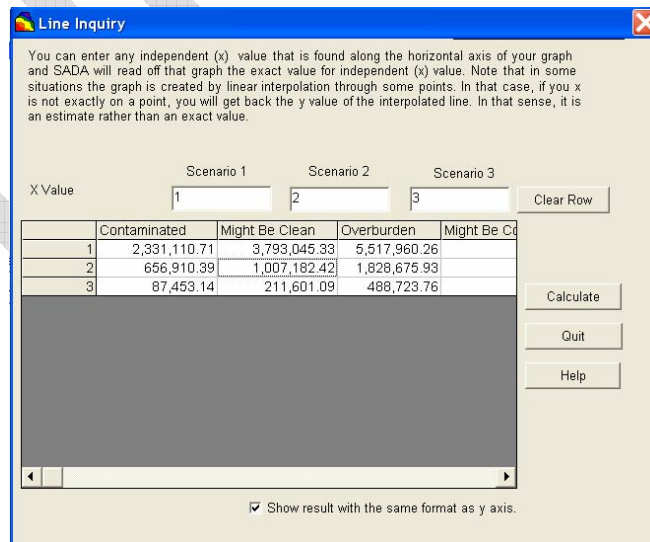 Line Inquiry
You can enter any independent (x) value that is found along the horizontal axis of your graph
and SADA will read off that graph the exact value for independent (x) value. Note that in some
situations the graph is created by linear interpolation through some points. In that case, if you x
is not exactly on a point, you will get back the y value of the interpolated line. In that sense, it is
an estimate rather than an exact value.
Scenario 1 Scenario 2 Scenario 3
X Value 1 2 3 Clear Row
Contaminated Might Be Clean Overburden Might Be Co
1 2,331,110.71 3,793,045.33 5,517,960.26
2 656,910.39 1,007,182.42 1,828,675.93
3 87,453.14 211,601.09 488,723.76
Calculate
Quit
Help
Show result with the same format as y axis.